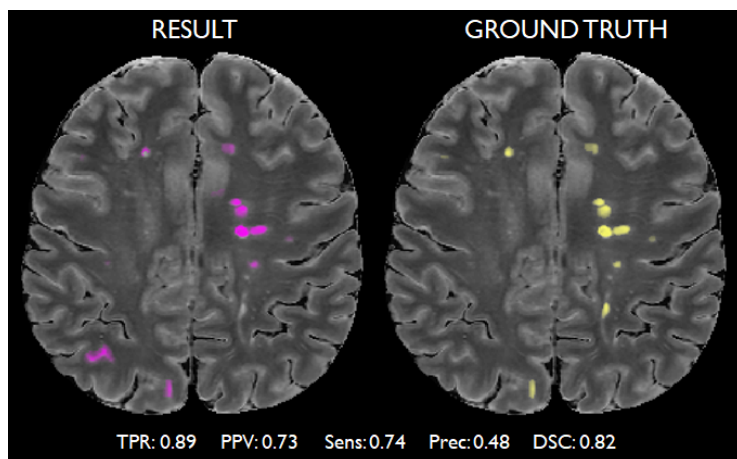 RESULT GROUND TRUTH
TPR: 0.89 PPV: 0.73 Sens: 0.74 Prec: 0.48 DSC: 0.82